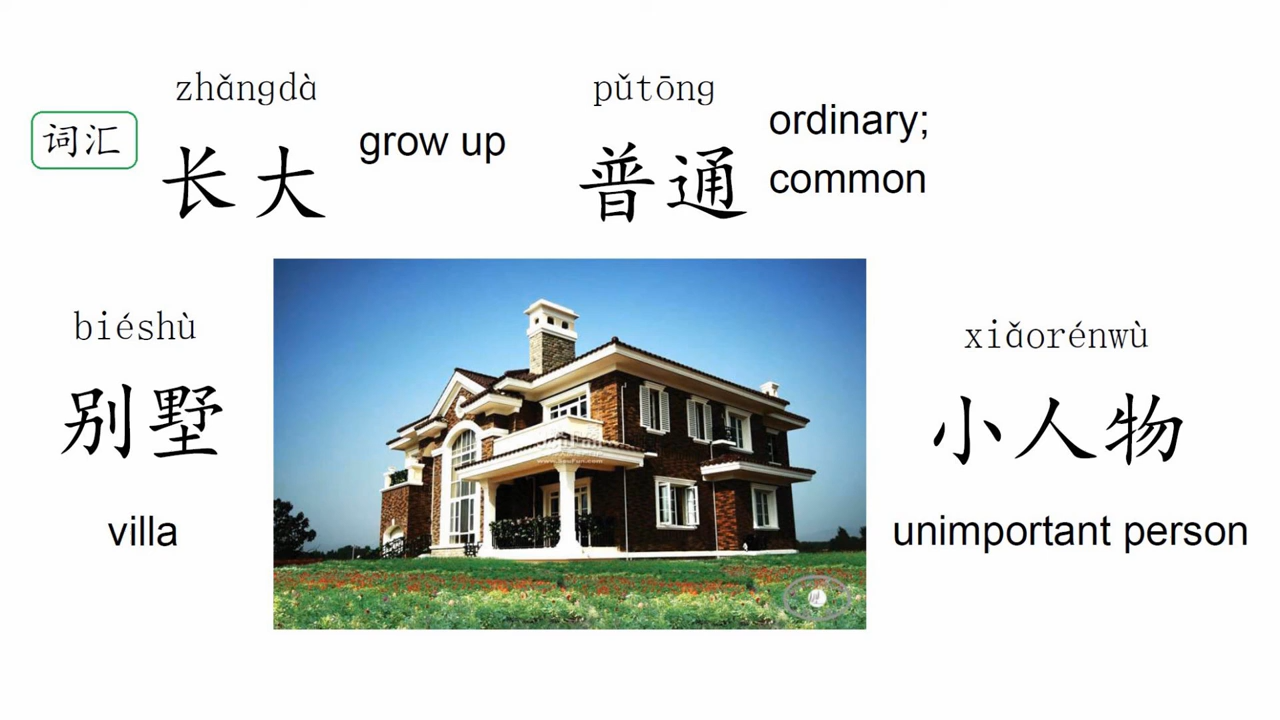 词汇
zhǎngdà
长大
grow up
pǔtōng
普通
ordinary;
common
biéshù
别墅
villa
xiǎorénwù
小人物
unimportant person